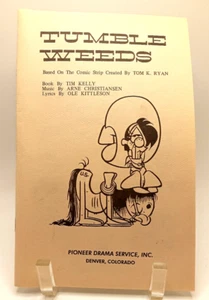 TUMBLE
WEEDS
Based On The Comic Strip Created By TOM K. RYAN
Book By TIM KELLY
Music By ARNE CHRISTIANSEN
Lyrics By OLE KITTLESON
PIONEER DRAMA SERVICE, INC.
DENVER, COLORADO